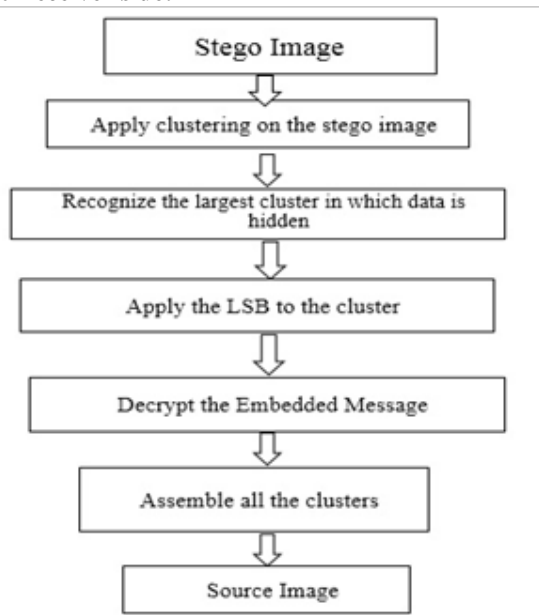 Stego Image
Apply clustering on the stego image
Recognize the largest cluster in which data is
hidden
Apply the LSB to the cluster
Decrypt the Embedded Message
Assemble all the clusters
Source Image